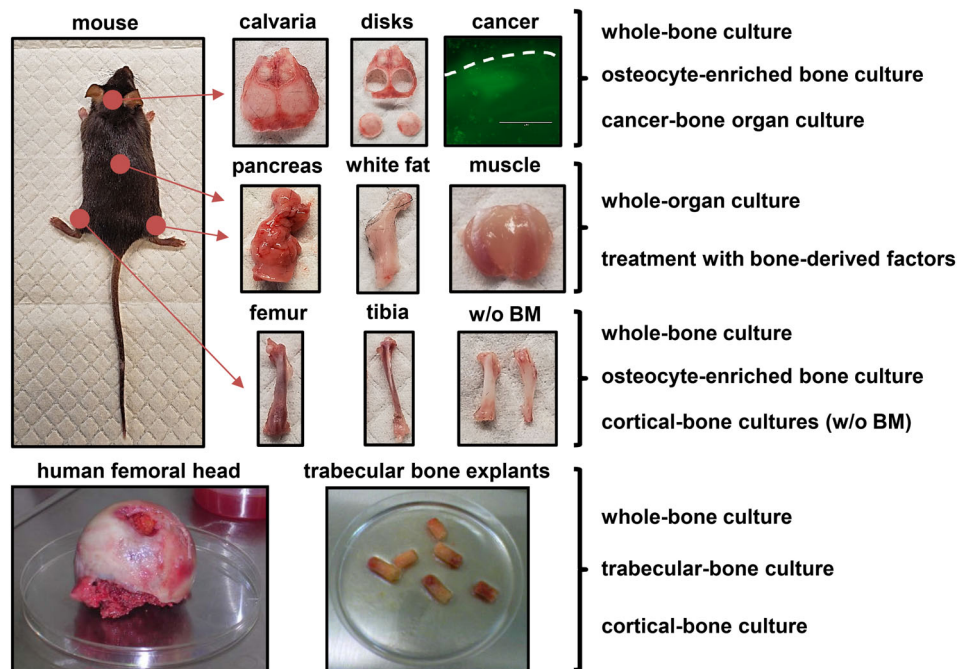 mouse
calvaria
disks
cancer
whole-bone culture
osteocyte-enriched bone culture
cancer-bone organ culture
pancreas
white fat
muscle
whole-organ culture
treatment with bone-derived factors
femur
tibia
w/o BM
whole-bone culture
osteocyte-enriched bone culture
cortical-bone cultures (w/o BM)
human femoral head
trabecular bone explants
whole-bone culture
trabecular-bone culture
cortical-bone culture